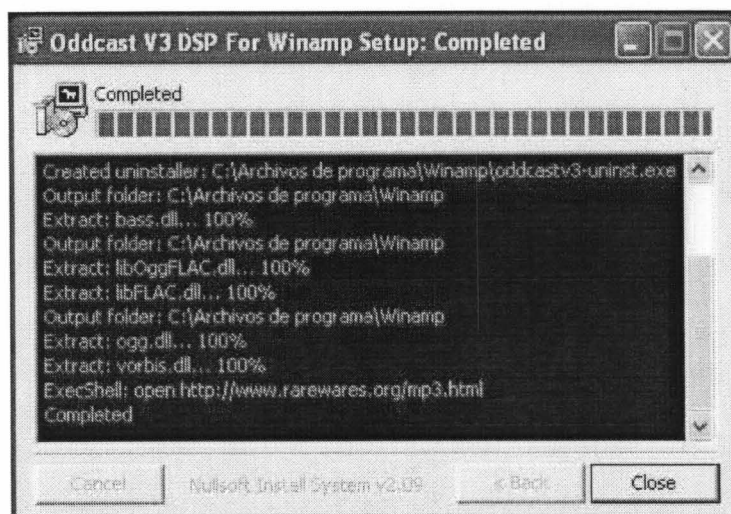 Oddcast V3 DSP For Winamp Setup: Completed
Completed
Created uninstaller: C:\Archivos de programa\Winamp\oddcastv3-uninst.exe
Output folder: C:\Archivos de programa\Winamp
Extract: bass.dll... 100%
Output folder: C:\Archivos de programa\Winamp
Extract: libOggFLAC.dll... 100%
Extract: libFLAC.dll... 100%
Output folder: C:\Archivos de programa\Winamp
Extract: ogg.dll... 100%
Extract: vorbis.dll... 100%
ExecShell: open http://www.rarewares.org/mp3.html
Completed
Cancel Nullsoft Install System v2.09 < Back Close